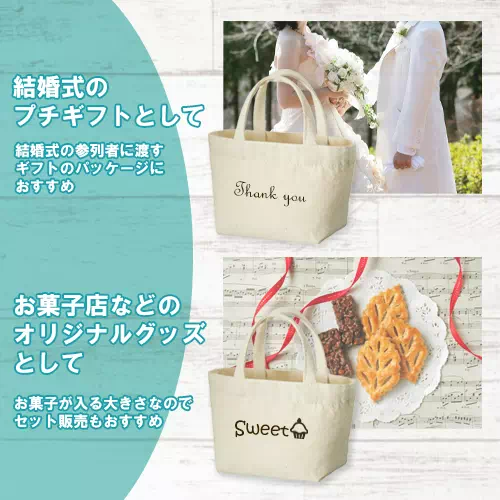 結婚式の
プチギフトとして
結婚式の参列者に渡す
ギフトのパッケージに
おすすめ
Thank you
お菓子店などの
オリジナルグッズ
として
お菓子が入る大きさなので
セット販売もおすすめ
Sweet